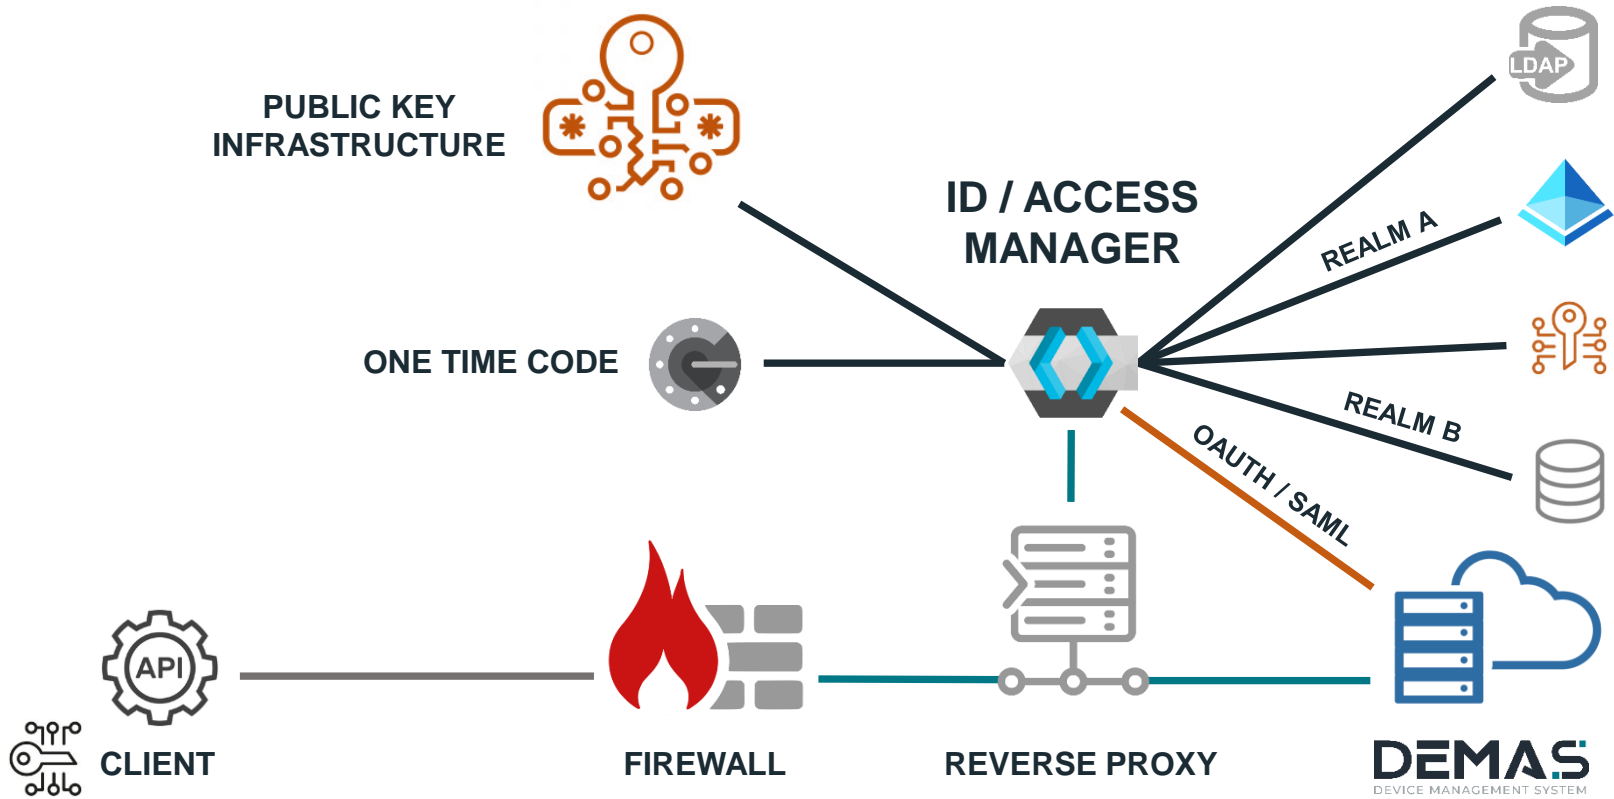 LDAP
PUBLIC KEY
INFRASTRUCTURE
ID / ACCESS
MANAGER
REALM A
ONE TIME CODE
REALM B
OAUTH / SAML
API
CLIENT
FIREWALL
REVERSE PROXY
DEMAS
DEVICE MANAGEMENT SYSTEM